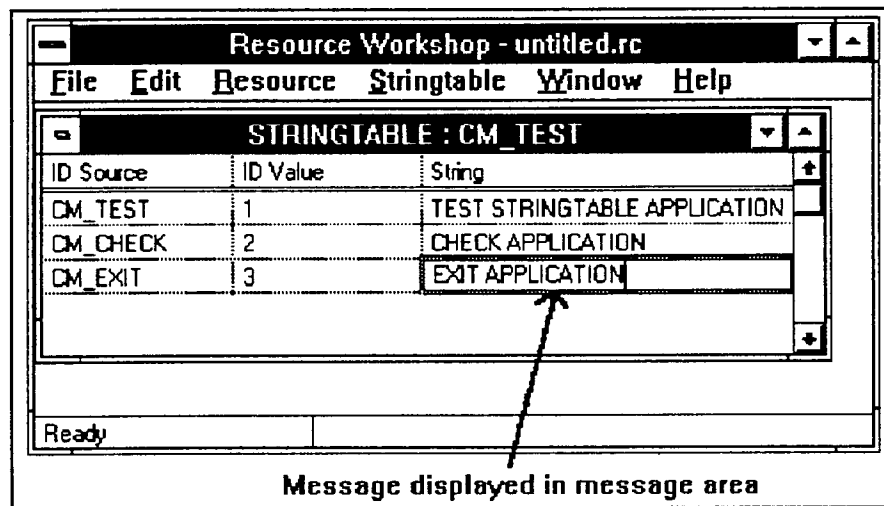 Resource Workshop - untitled.rc
File Edit Resource Stringtable Window Help
STRINGTABLE : CM_TEST
ID Source ID Value String
CM_TEST 1 TEST STRINGTABLE APPLICATION
CM_CHECK 2 CHECK APPLICATION
CM_EXIT 3 EXIT APPLICATION
Ready
Message displayed in message area